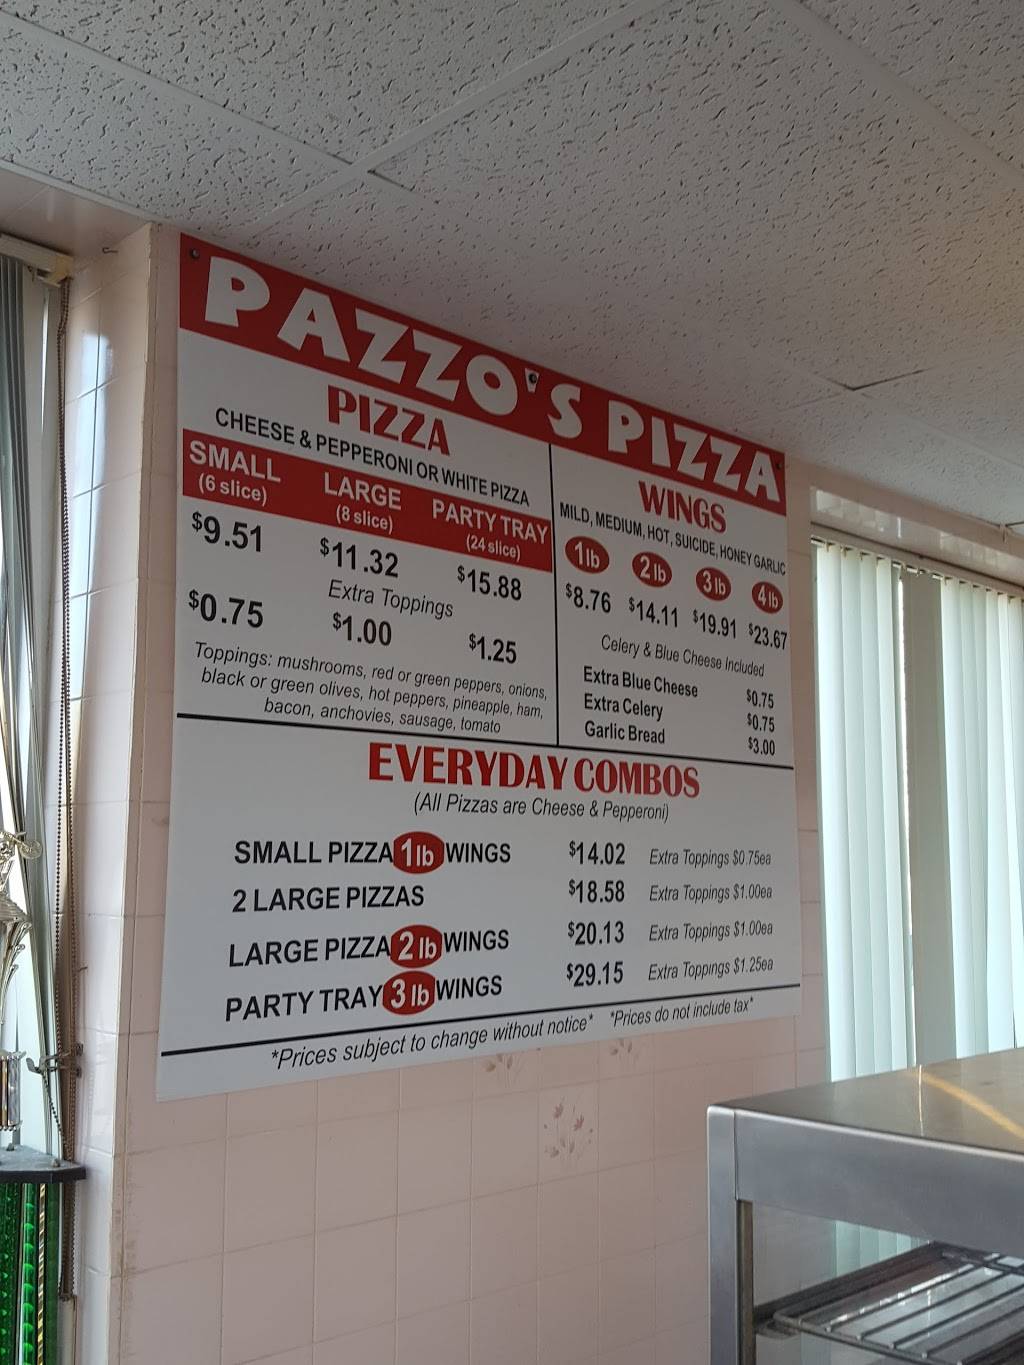 PAZZO'S PIZZA
PIZZA
CHEESE & PEPPERONI OR WHITE PIZZA
SMALL LARGE PARTY TRAY
(6 slice) (8 slice) (24 slice)
$9.51 $11.32 $15.88
Extra Toppings
$0.75 $1.00 $1.25
Toppings: mushrooms, red or green peppers, onions,
black or green olives, hot peppers, pineapple, ham,
bacon, anchovies, sausage, tomato
WINGS
MILD, MEDIUM, HOT, SUICIDE, HONEY GARLIC
1lb 2lb 3lb 4lb
$8.76 $14.11 $19.91 $23.67
Celery & Blue Cheese Included
Extra Blue Cheese $0.75
Extra Celery $0.75
Garlic Bread $3.00
EVERYDAY COMBOS
(All Pizzas are Cheese & Pepperoni)
SMALL PIZZA 1lb WINGS $14.02 Extra Toppings $0.75ea
2 LARGE PIZZAS $18.58 Extra Toppings $1.00ea
LARGE PIZZA 2lb WINGS $20.13 Extra Toppings $1.00ea
PARTY TRAY 3lb WINGS $29.15 Extra Toppings $1.25ea
*Prices subject to change without notice* *Prices do not include tax*